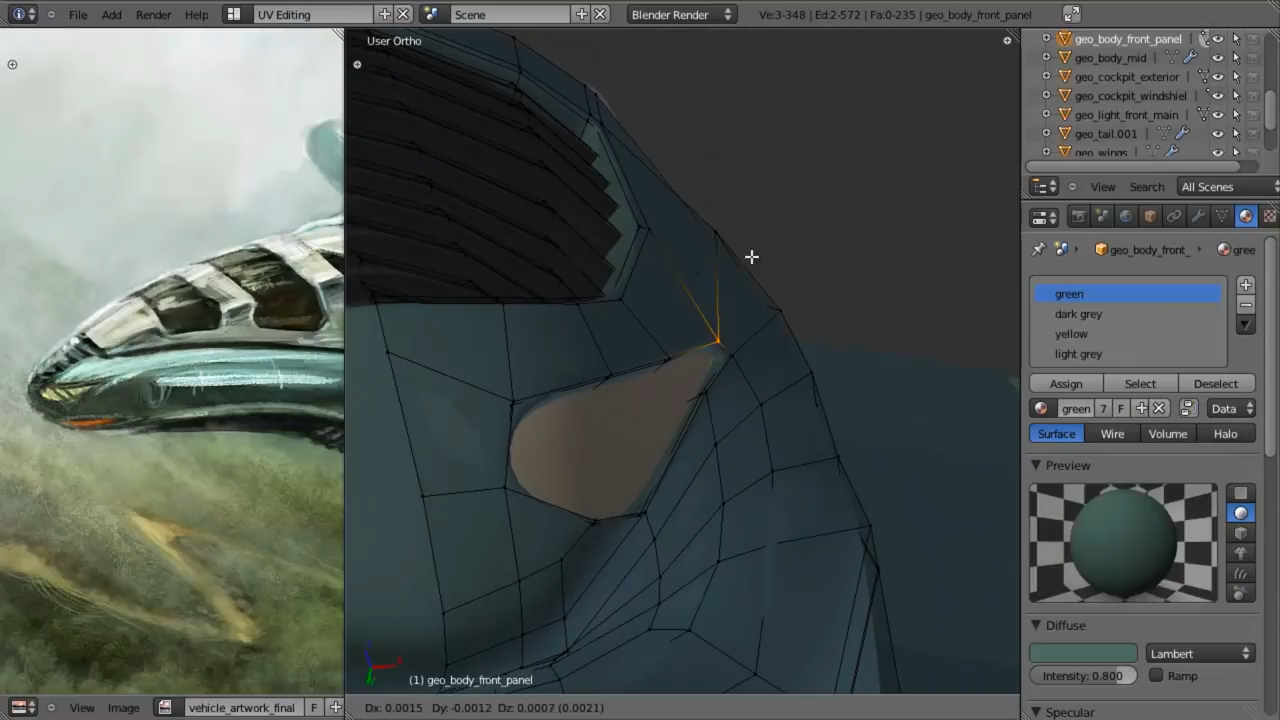 File Add Render Help UV Editing Scene Blender Render Ve:3-348 | Ed:2-572 | Fa:0-235 | geo_body_front_panel
User Ortho
geo_body_front_panel
geo_body_mid
geo_cockpit_exterior
geo_cockpit_windshiel
geo_light_front_main
geo_tail.001
geo_wings
View Search All Scenes
geo_body_front_ gree
green
dark grey
yellow
light grey
Assign Select Deselect
green 7 F Data
Surface Wire Volume Halo
Preview
Diffuse
Lambert
Intensity: 0.800 Ramp
Specular
(1) geo_body_front_panel
View Image vehicle_artwork_final F Dx: 0.0015 Dy: -0.0012 Dz: 0.0007 (0.0021)